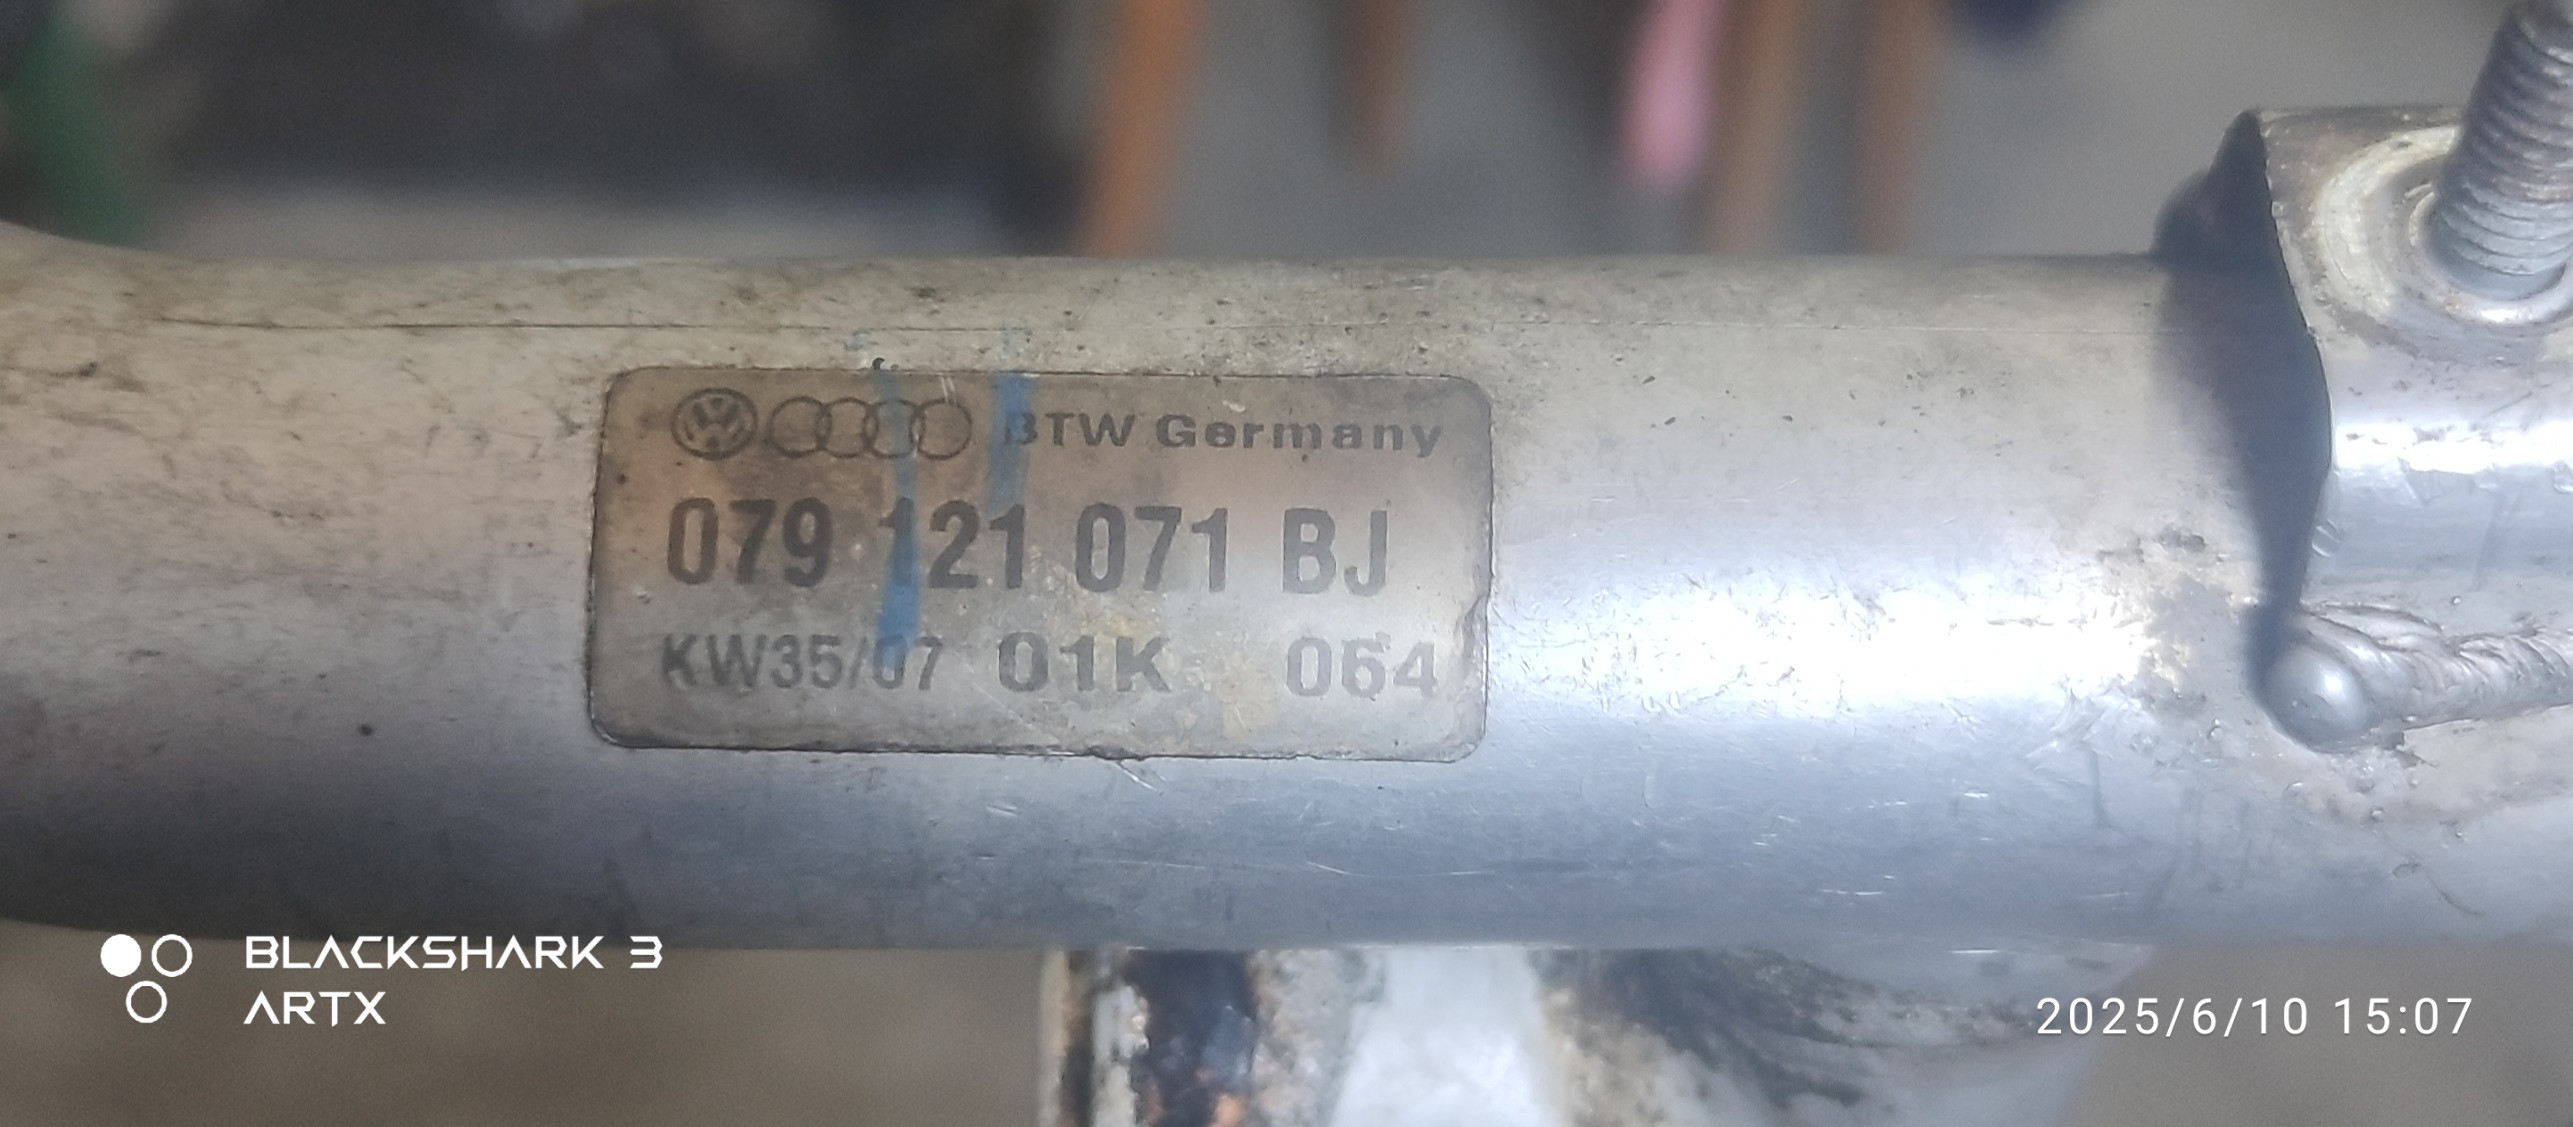 BTW Germany
079 121 071 BJ
KW35/07 01K 064
BLACKSHARK 3
ARTX
2025/6/10 15:07